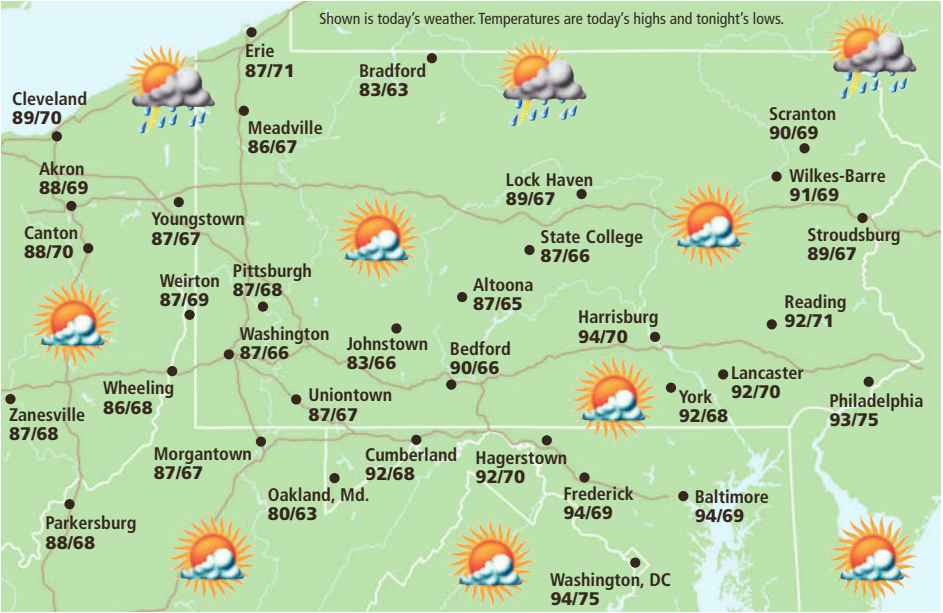 Shown is today's weather. Temperatures are today's highs and tonight's lows.
Erie
87/71
Bradford
83/63
Cleveland
89/70
Meadville
86/67
Scranton
90/69
Akron
88/69
Lock Haven
89/67
Wilkes-Barre
91/69
Youngstown
87/67
Canton
88/70
State College
87/66
Stroudsburg
89/67
Weirton
87/69
Pittsburgh
87/68
Altoona
87/65
Reading
92/71
Harrisburg
94/70
Washington
87/66
Johnstown
83/66
Bedford
90/66
Lancaster
92/70
Wheeling
86/68
Uniontown
87/67
York
92/68
Philadelphia
93/75
Zanesville
87/68
Morgantown
87/67
Cumberland
92/68
Hagerstown
92/70
Oakland, Md.
80/63
Frederick
94/69
Baltimore
94/69
Parkersburg
88/68
Washington, DC
94/75